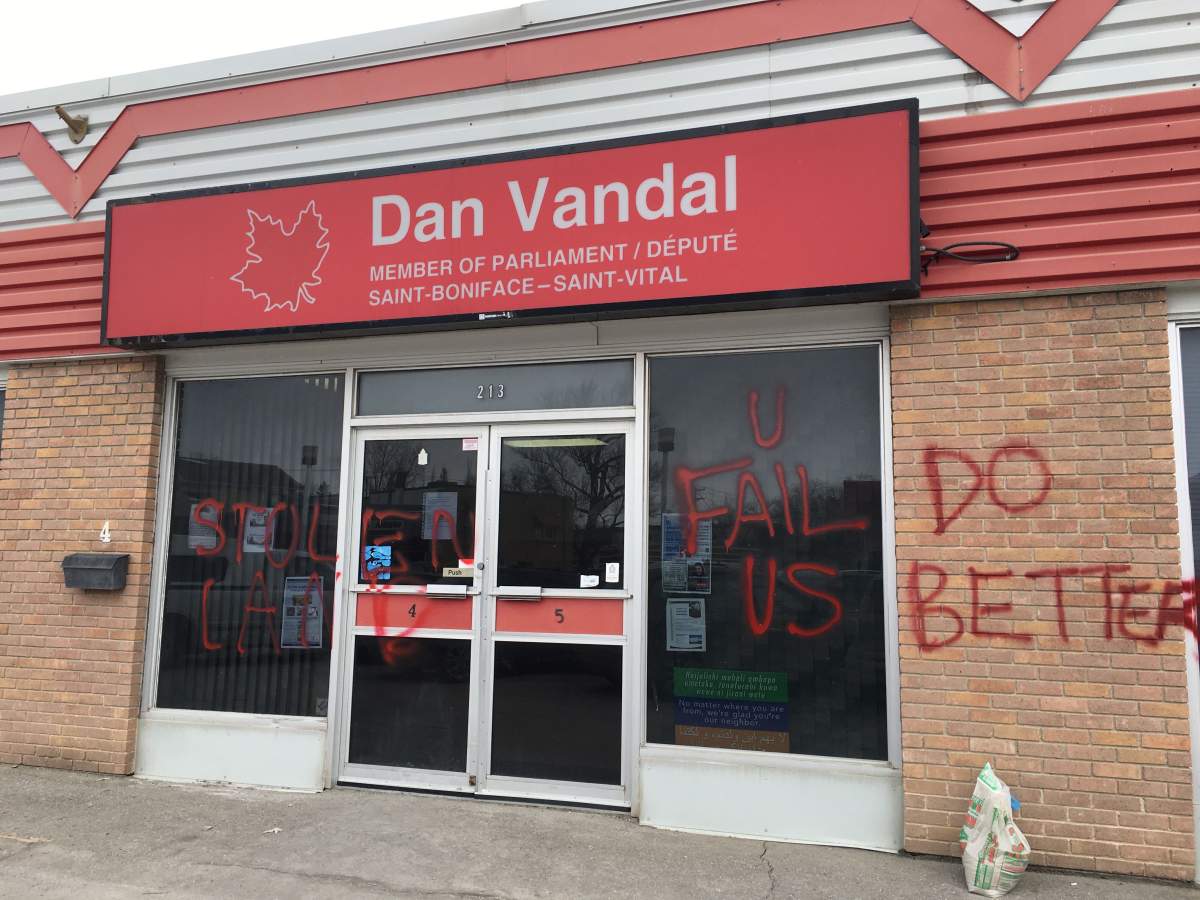 Dan Vandal
MEMBER OF PARLIAMENT / DÉPUTÉ
SAINT-BONIFACE – SAINT-VITAL
213
STOLEN
LAND
U
FAIL
US
DO
BETTER
4
Push
4
5
No matter where you are
from, we're glad you're
our neighbor.